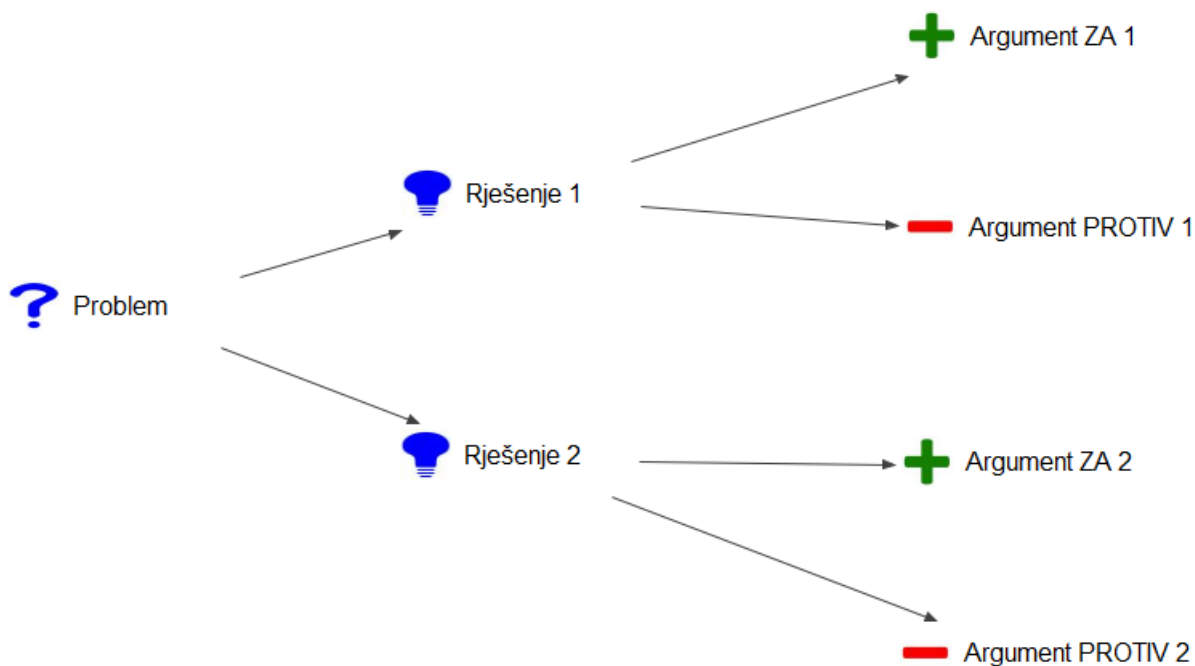 Argument ZA 1
Rješenje 1
Argument PROTIV 1
Problem
Rješenje 2
Argument ZA 2
Argument PROTIV 2